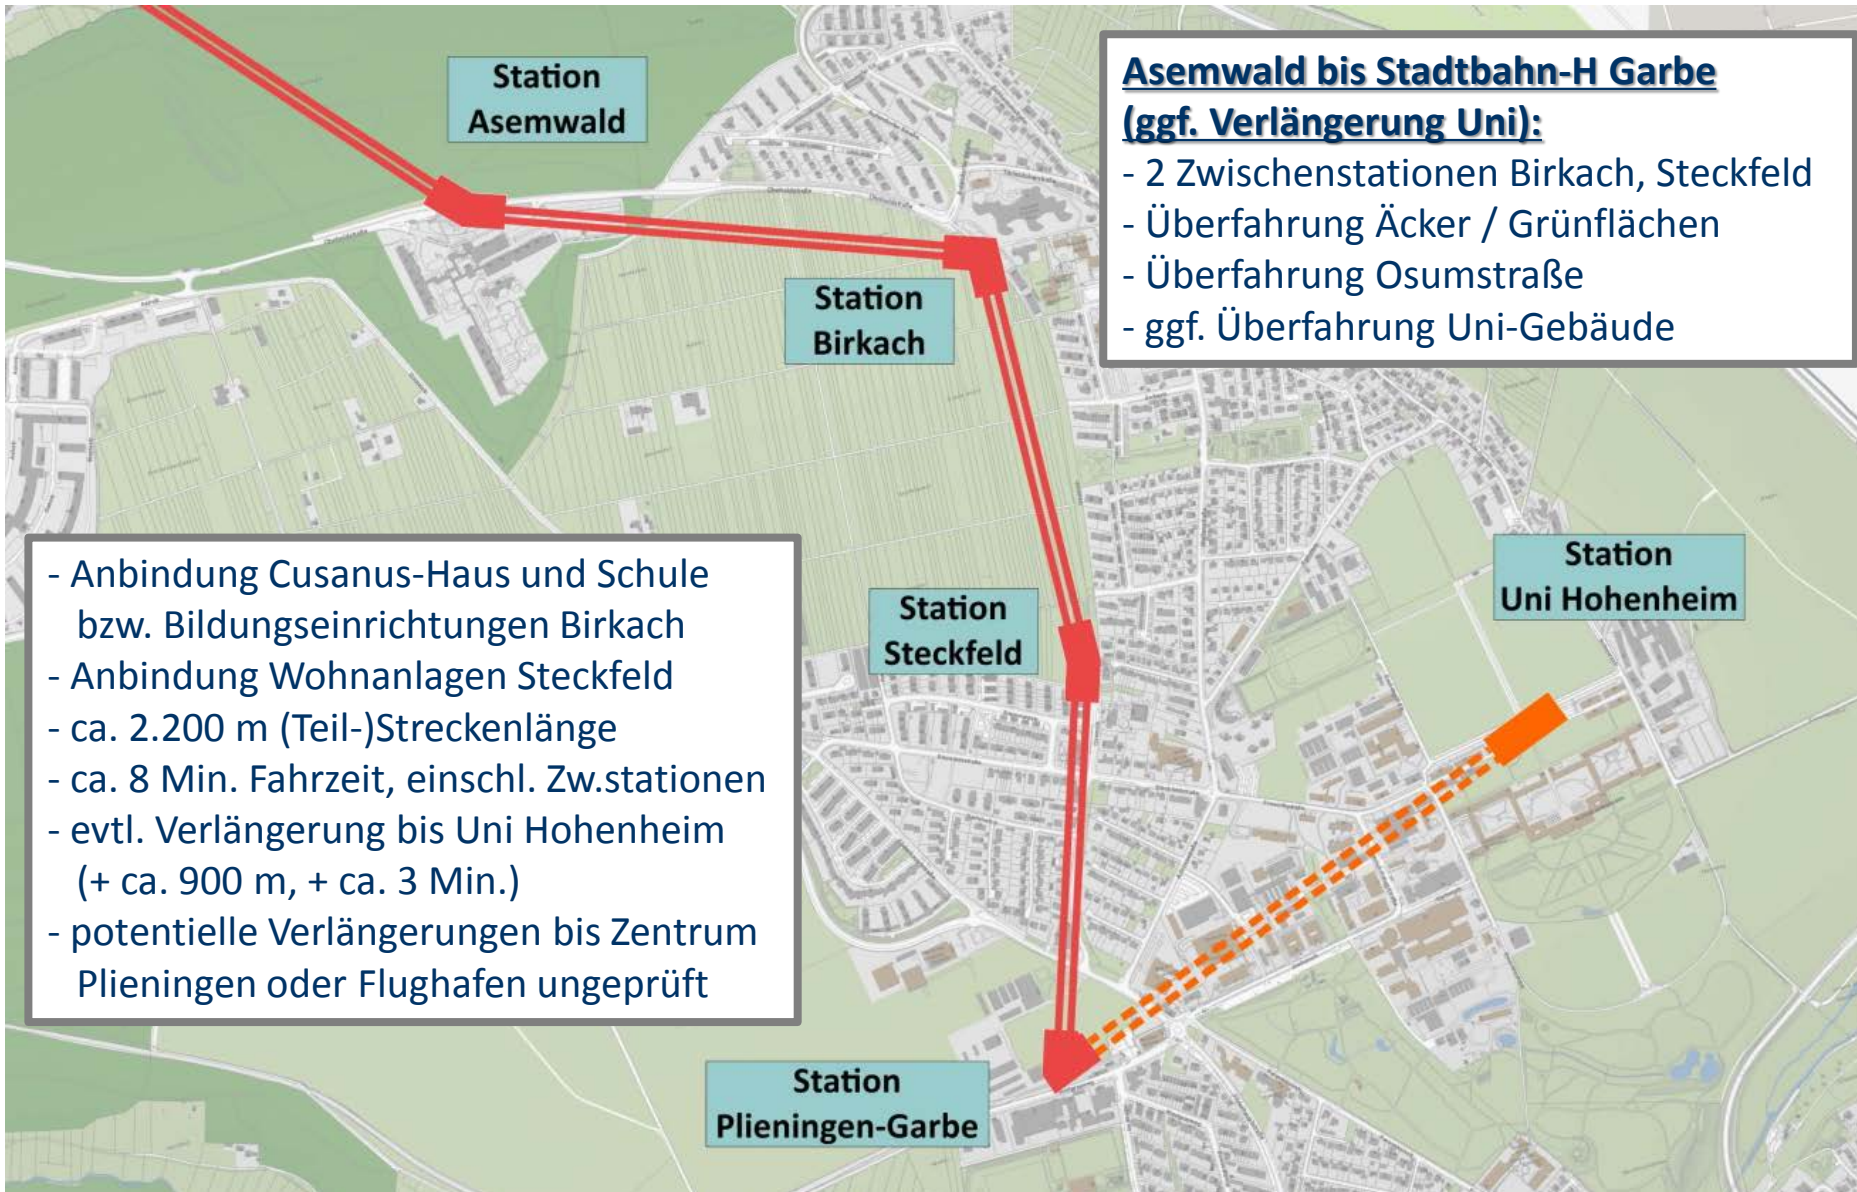 Station
Asemwald
Asemwald bis Stadtbahn-H Garbe
(ggf. Verlängerung Uni):
- 2 Zwischenstationen Birkach, Steckfeld
- Überfahrung Äcker / Grünflächen
- Überfahrung Osumstraße
- ggf. Überfahrung Uni-Gebäude
Station
Birkach
- Anbindung Cusanus-Haus und Schule
bzw. Bildungseinrichtungen Birkach
- Anbindung Wohnanlagen Steckfeld
- ca. 2.200 m (Teil-)Streckenlänge
- ca. 8 Min. Fahrzeit, einschl. Zw.stationen
- evtl. Verlängerung bis Uni Hohenheim
(+ ca. 900 m, + ca. 3 Min.)
- potentielle Verlängerungen bis Zentrum
Plieningen oder Flughafen ungeprüft
Station
Steckfeld
Station
Uni Hohenheim
Station
Plieningen-Garbe